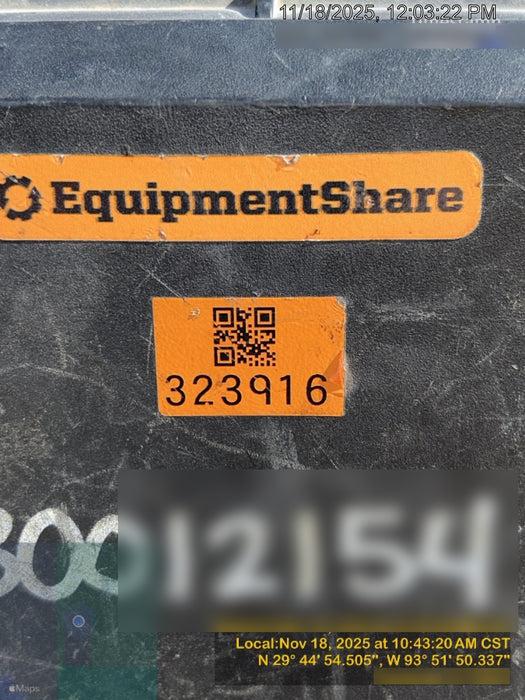 11/18/2025, 12:03:22 PM
EquipmentShare
323916
Local:Nov 18, 2025 at 10:43:20 AM CST
N 29° 44' 54.505", W 93° 51' 50.337"
Maps